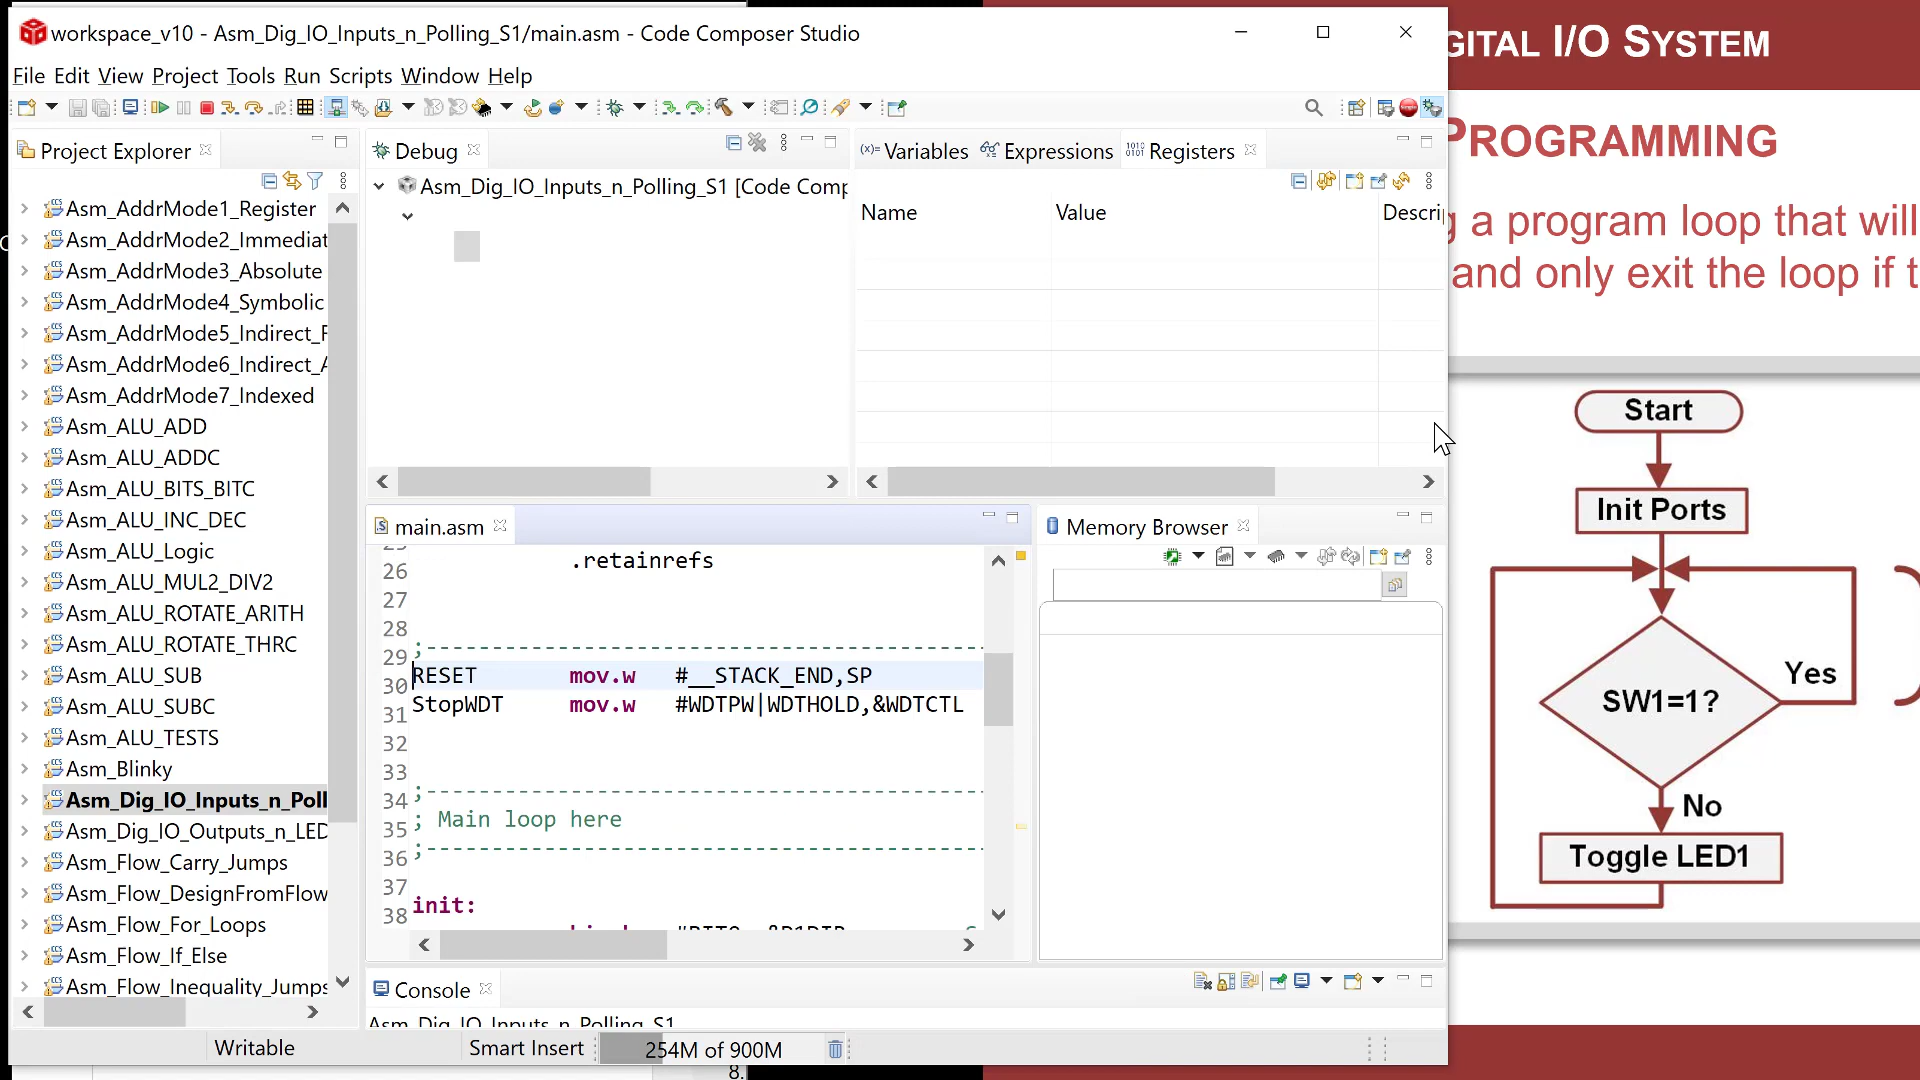 workspace_v10 - Asm_Dig_IO_Inputs_n_Polling_S1/main.asm - Code Composer Studio
File Edit View Project Tools Run Scripts Window Help
Project Explorer
Asm_AddrMode1_Register
Asm_AddrMode2_Immediat
Asm_AddrMode3_Absolute
Asm_AddrMode4_Symbolic
Asm_AddrMode5_Indirect_
Asm_AddrMode6_Indirect_
Asm_AddrMode7_Indexed
Asm_ALU_ADD
Asm_ALU_ADDC
Asm_ALU_BITS_BITC
Asm_ALU_INC_DEC
Asm_ALU_Logic
Asm_ALU_MUL2_DIV2
Asm_ALU_ROTATE_ARITH
Asm_ALU_ROTATE_THRC
Asm_ALU_SUB
Asm_ALU_SUBC
Asm_ALU_TESTS
Asm_Blinky
Asm_Dig_IO_Inputs_n_Poll
Asm_Dig_IO_Outputs_n_LED
Asm_Flow_Carry_Jumps
Asm_Flow_DesignFromFlow
Asm_Flow_For_Loops
Asm_Flow_If_Else
Asm_Flow_Inequality_Jumps
Debug
Asm_Dig_IO_Inputs_n_Polling_S1 [Code Comp
Variables Expressions Registers
Name Value Descri
main.asm
26 .retainrefs
27
28
29 ;-----------------------------------------
30 RESET mov.w #__STACK_END,SP
31 StopWDT mov.w #WDTPW|WDTHOLD,&WDTCTL
32
33
34 ;-----------------------------------------
35 ; Main loop here
36 ;-----------------------------------------
37
38 init:
Memory Browser
Console
Asm_Dig_IO_Inputs_n_Polling_S1
Writable Smart Insert 254M of 900M
8.
GITAL I/O SYSTEM
PROGRAMMING
g a program loop that will
and only exit the loop if t
Start
Init Ports
SW1=1?
Yes
No
Toggle LED1